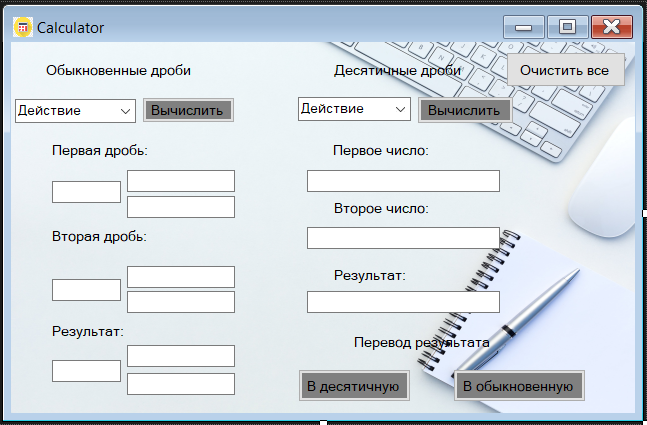 Calculator
Обыкновенные дроби
Десятичные дроби
Очистить все
Действие
Вычислить
Действие
Вычислить
Первая дробь:
Первое число:
Второе число:
Вторая дробь:
Результат:
Результат:
Перевод результата
В десятичную
В обыкновенную